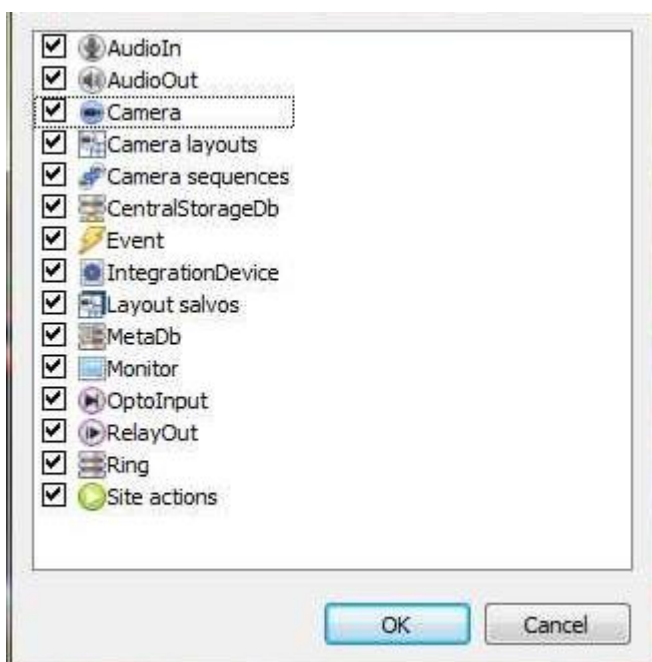 AudioIn
AudioOut
Camera
Camera layouts
Camera sequences
CentralStorageDb
Event
IntegrationDevice
Layout salvos
MetaDb
Monitor
OptoInput
RelayOut
Ring
Site actions
OK Cancel